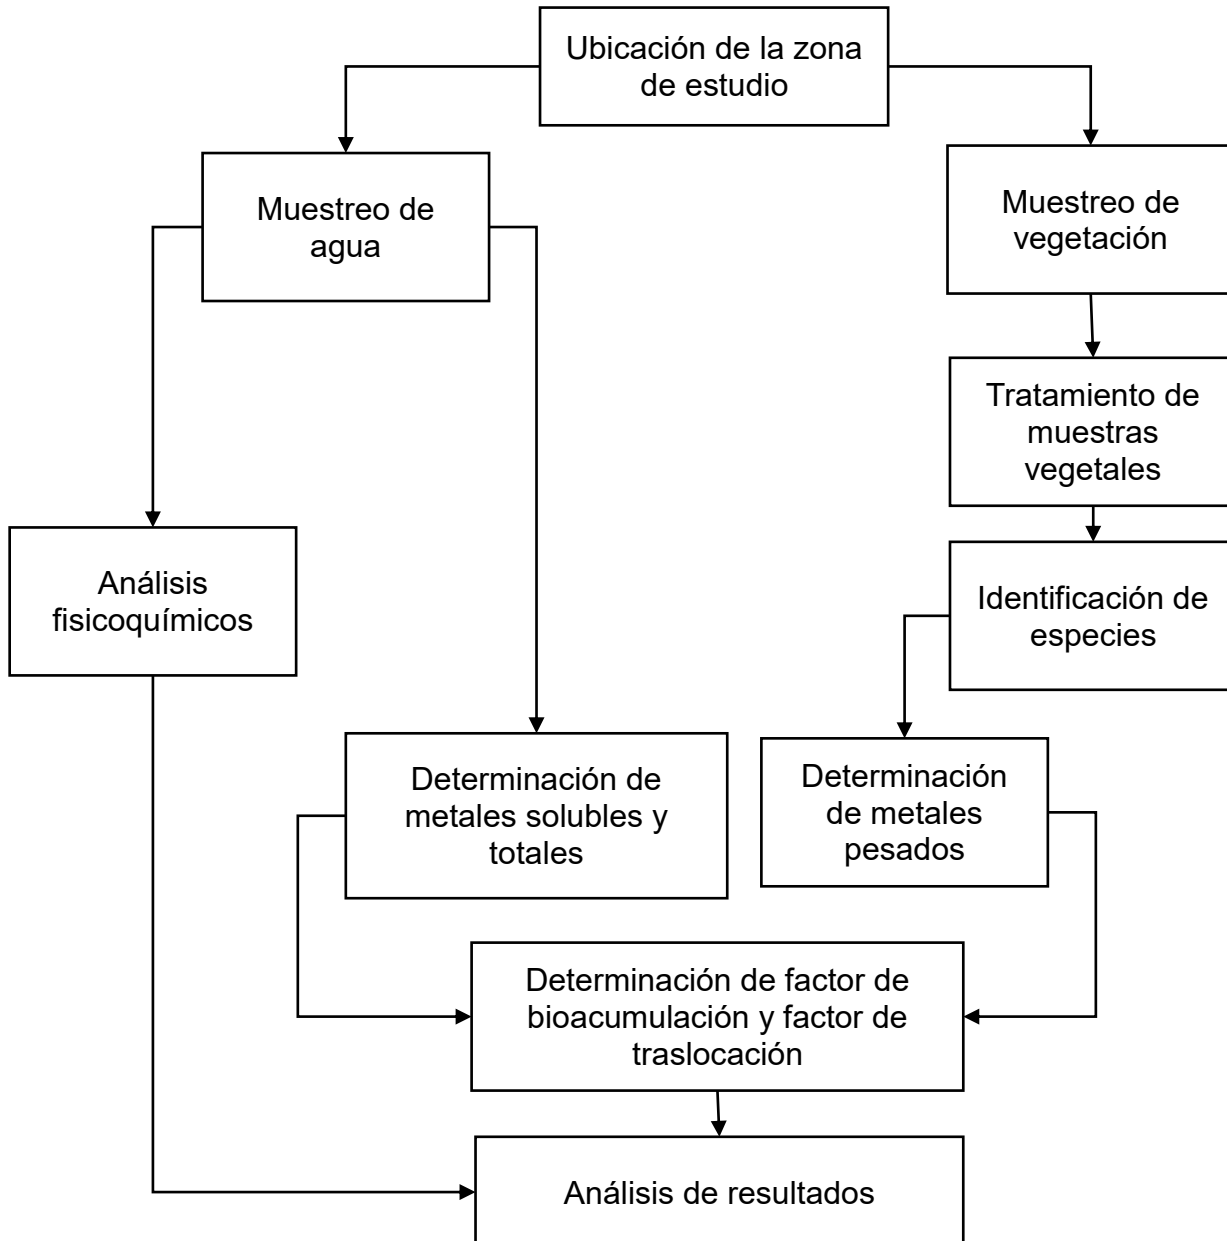 Ubicación de la zona
de estudio
Muestreo de
agua
Muestreo de
vegetación
Tratamiento de
muestras
vegetales
Análisis
fisicoquímicos
Identificación de
especies
Determinación de
metales solubles y
totales
Determinación
de metales
pesados
Determinación de factor de
bioacumulación y factor de
traslocación
Análisis de resultados